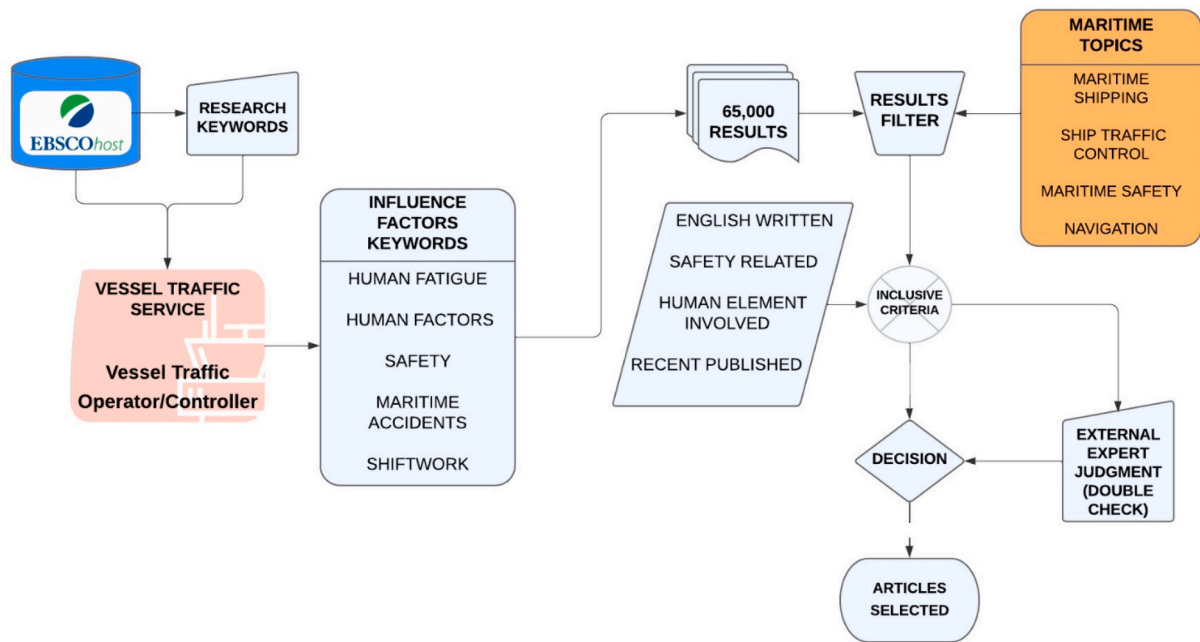 EBSCOhost
RESEARCH
KEYWORDS
VESSEL TRAFFIC
SERVICE
Vessel Traffic
Operator/Controller
INFLUENCE
FACTORS
KEYWORDS
HUMAN FATIGUE
HUMAN FACTORS
SAFETY
MARITIME
ACCIDENTS
SHIFTWORK
65,000
RESULTS
RESULTS
FILTER
MARITIME
TOPICS
MARITIME
SHIPPING
SHIP TRAFFIC
CONTROL
MARITIME SAFETY
NAVIGATION
ENGLISH WRITTEN
SAFETY RELATED
HUMAN ELEMENT
INVOLVED
RECENT PUBLISHED
INCLUSIVE
CRITERIA
DECISION
EXTERNAL
EXPERT
JUDGMENT
(DOUBLE
CHECK)
ARTICLES
SELECTED